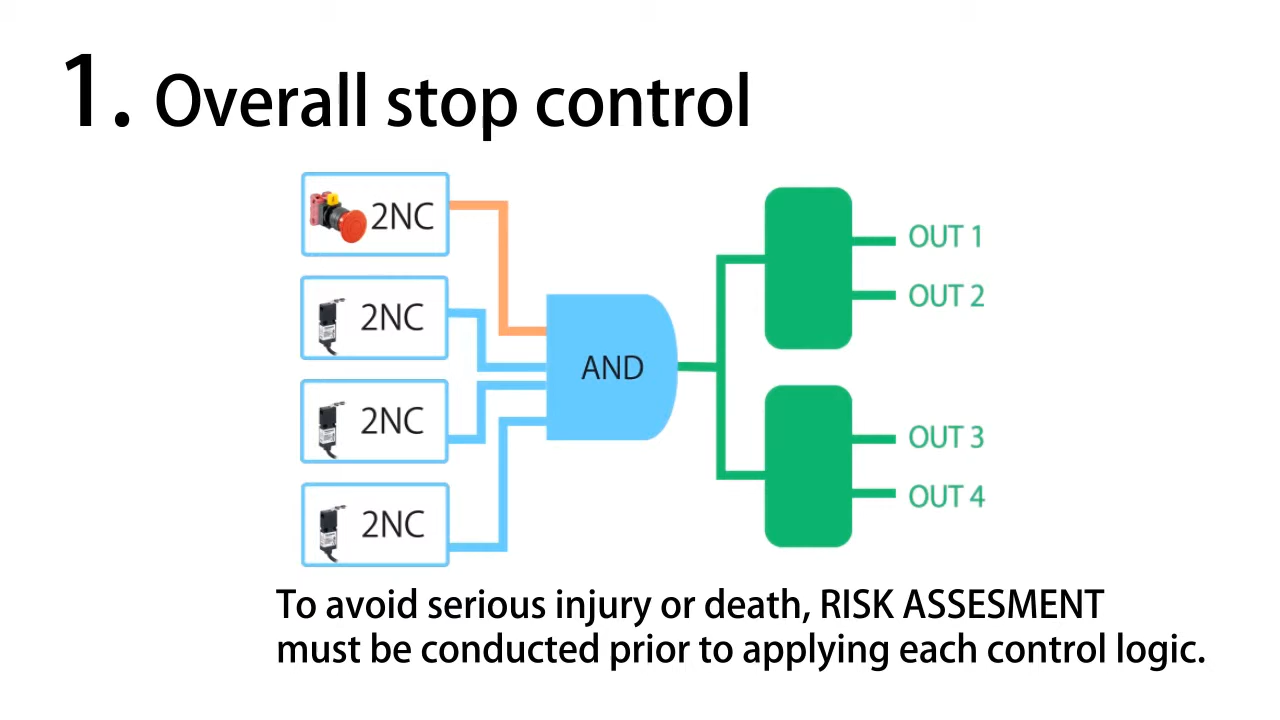 1. Overall stop control
2NC
2NC
2NC
2NC
AND
OUT 1
OUT 2
OUT 3
OUT 4
To avoid serious injury or death, RISK ASSESMENT
must be conducted prior to applying each control logic.